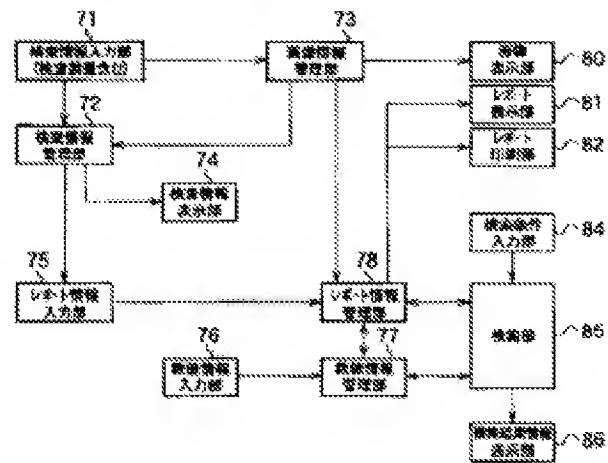 71
検査情報入力部
(検査装置含む)
73
画像情報
管理部
画像
表示部
80
レポート
表示部
81
レポート
印刷部
82
72
検査情報
管理部
74
検査情報
表示部
検索条件
入力部
84
75
レポート情報
入力部
78
レポート情報
管理部
検索部
85
76
数値情報
入力部
77
数値情報
管理部
検索結果情報
表示部
86